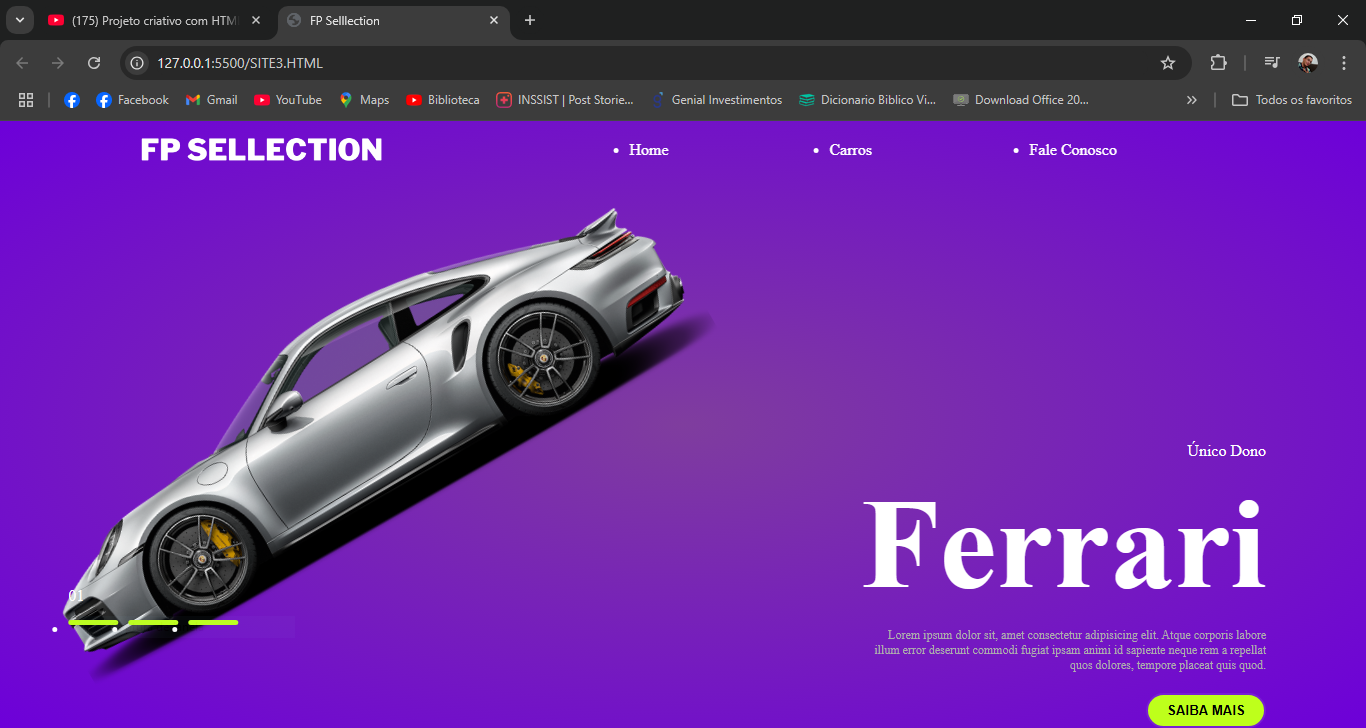 (175) Projeto criativo com HTM
FP Selllection
127.0.0.1:5500/SITE3.HTML
Facebook
Gmail
YouTube
Maps
Biblioteca
INSSIST | Post Storie...
Genial Investimentos
Dicionario Biblico Vi...
Download Office 20...
Todos os favoritos
FP SELLECTION
Home
Carros
Fale Conosco
Único Dono
Ferrari
01
Lorem ipsum dolor sit, amet consectetur adipisicing elit. Atque corporis labore
illum error deserunt commodi fugiat ipsam animi id sapiente neque rem a repellat
quos dolores, tempore placeat quis quod.
SAIBA MAIS